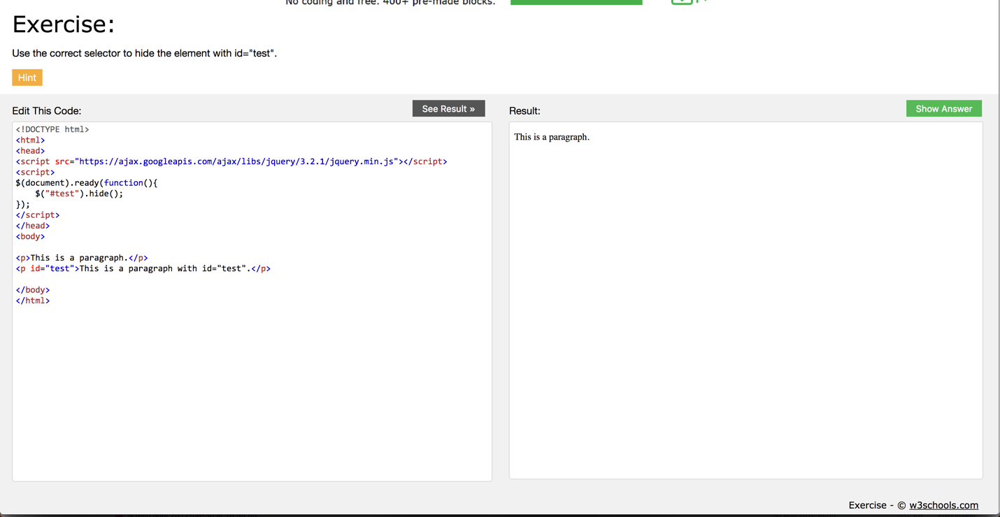 No coding and free. 400+ pre-made blocks.
Exercise:
Use the correct selector to hide the element with id="test".
Hint
Edit This Code:
See Result »
Result:
Show Answer
<!DOCTYPE html>
<html>
<head>
<script src="https://ajax.googleapis.com/ajax/libs/jquery/3.2.1/jquery.min.js"></script>
<script>
$(document).ready(function(){
    $("#test").hide();
});
</script>
</head>
<body>
<p>This is a paragraph.</p>
<p id="test">This is a paragraph with id="test".</p>
</body>
</html>
This is a paragraph.
Exercise - © w3schools.com